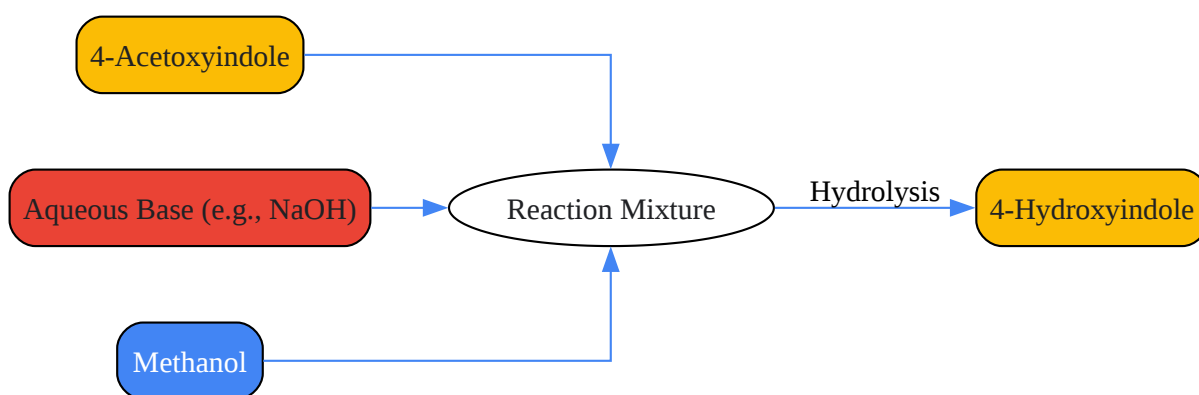 4-Acetoxyindole
Aqueous Base (e.g., NaOH)
Reaction Mixture
Hydrolysis
4-Hydroxyindole
Methanol